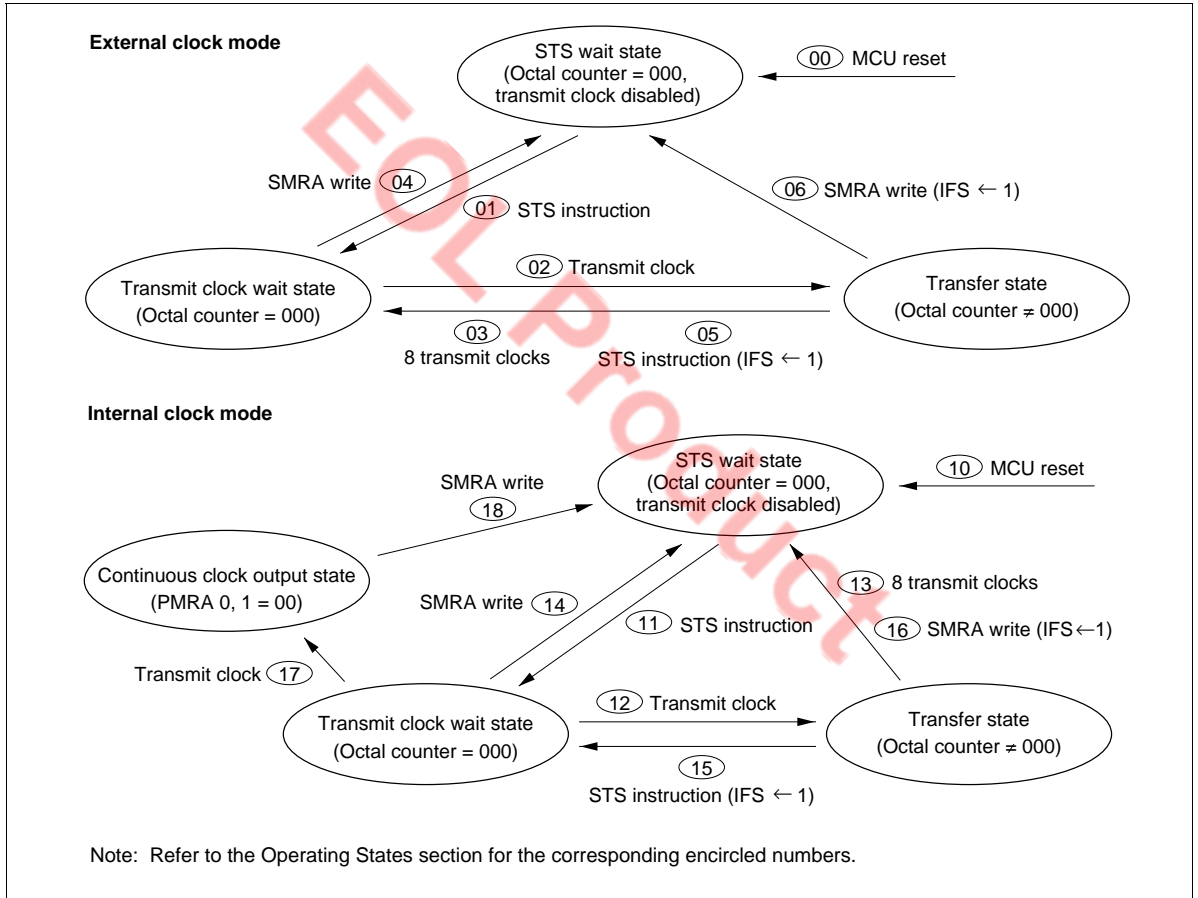 External clock mode
STS wait state
(Octal counter = 000,
transmit clock disabled)
00 MCU reset
SMRA write 04
01 STS instruction
06 SMRA write (IFS ← 1)
Transmit clock wait state
(Octal counter = 000)
02 Transmit clock
03
8 transmit clocks
05
STS instruction (IFS ← 1)
Transfer state
(Octal counter ≠ 000)
Internal clock mode
STS wait state
(Octal counter = 000,
transmit clock disabled)
10 MCU reset
SMRA write
18
Continuous clock output state
(PMRA 0, 1 = 00)
SMRA write 14
11 STS instruction
13 8 transmit clocks
16 SMRA write (IFS←1)
Transmit clock 17
Transmit clock wait state
(Octal counter = 000)
12 Transmit clock
15
STS instruction (IFS ← 1)
Transfer state
(Octal counter ≠ 000)
Note: Refer to the Operating States section for the corresponding encircled numbers.
EOL Product